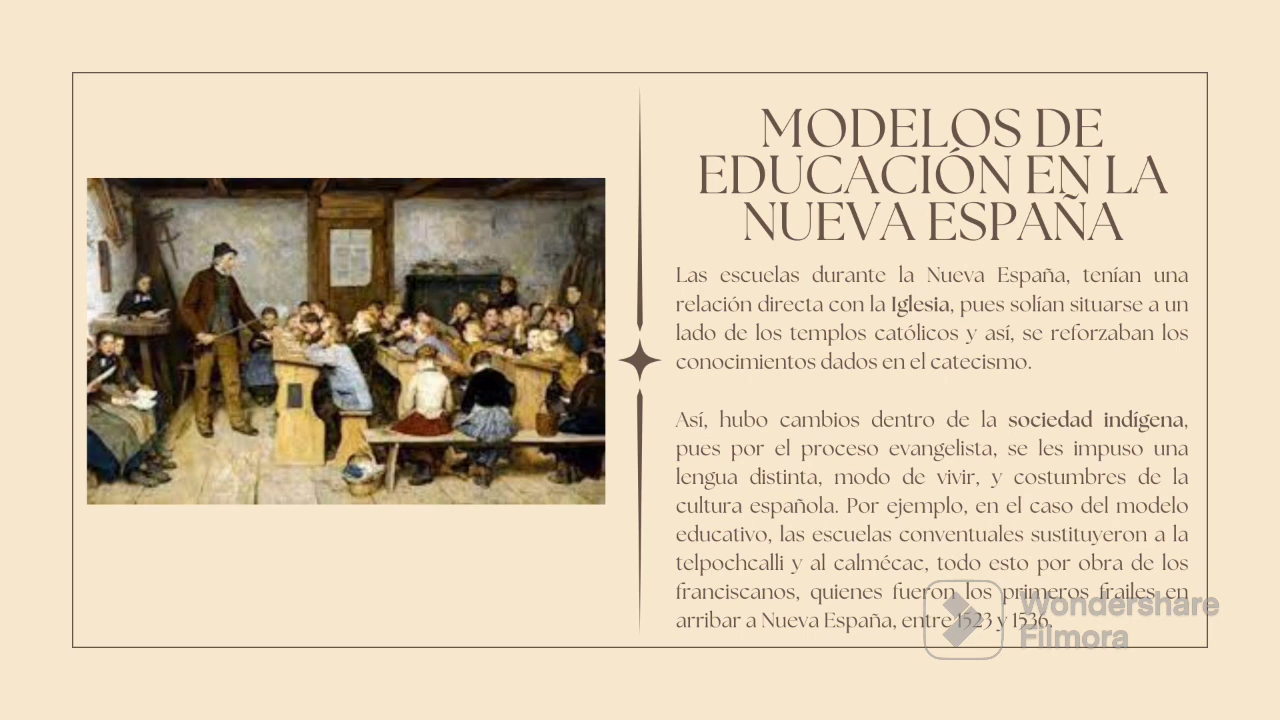 MODELOS DE
EDUCACIÓN EN LA
NUEVA ESPAÑA
Las escuelas durante la Nueva España, tenían una
relación directa con la Iglesia, pues solían situarse a un
lado de los templos católicos y así, se reforzaban los
conocimientos dados en el catecismo.
Así, hubo cambios dentro de la sociedad indígena,
pues por el proceso evangelista, se les impuso una
lengua distinta, modo de vivir, y costumbres de la
cultura española. Por ejemplo, en el caso del modelo
educativo, las escuelas conventuales sustituyeron a la
telpochcalli y al calmécac, todo esto por obra de los
franciscanos, quienes fueron los primeros frailes en
arribar a Nueva España, entre 1523 y 1536.
Wondershare
Filmora